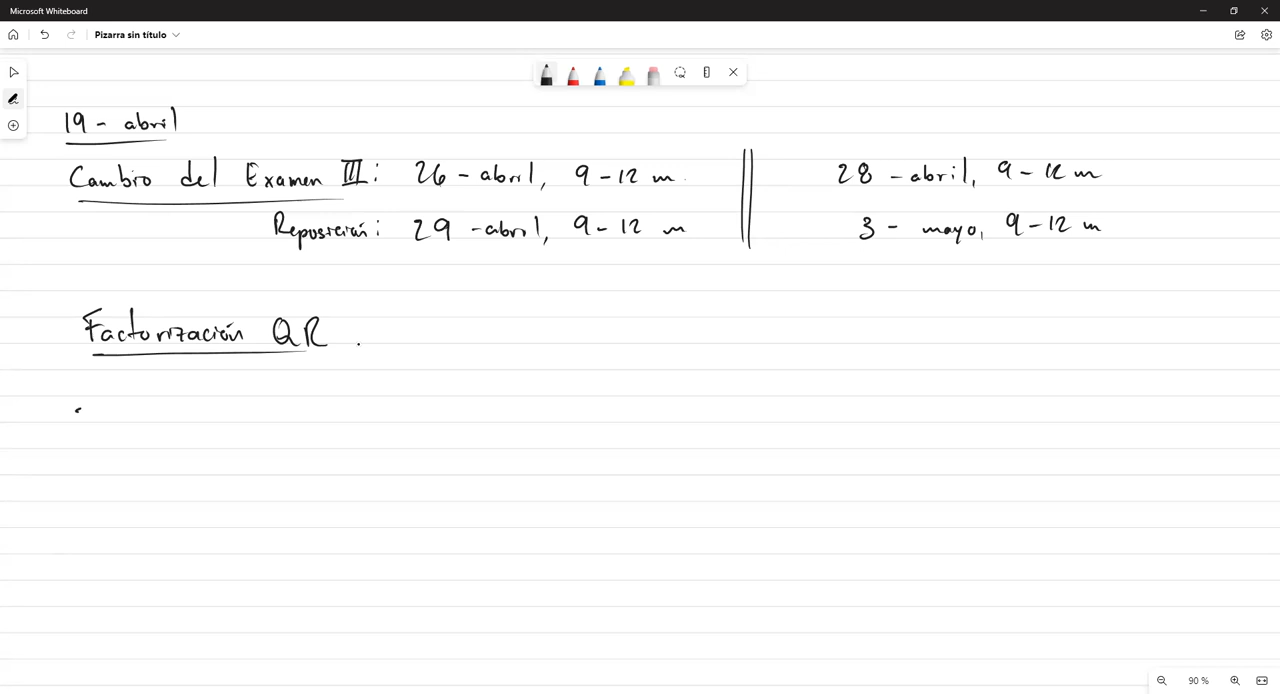 Microsoft Whiteboard
Pizarra sin título
19 - abril
Cambio del Examen III: 26 - abril, 9 - 12 m. 28 - abril, 9 - 12 m
Reposición: 29 - abril, 9 - 12 m 3 - mayo, 9 - 12 m
Factorización QR.
90 %